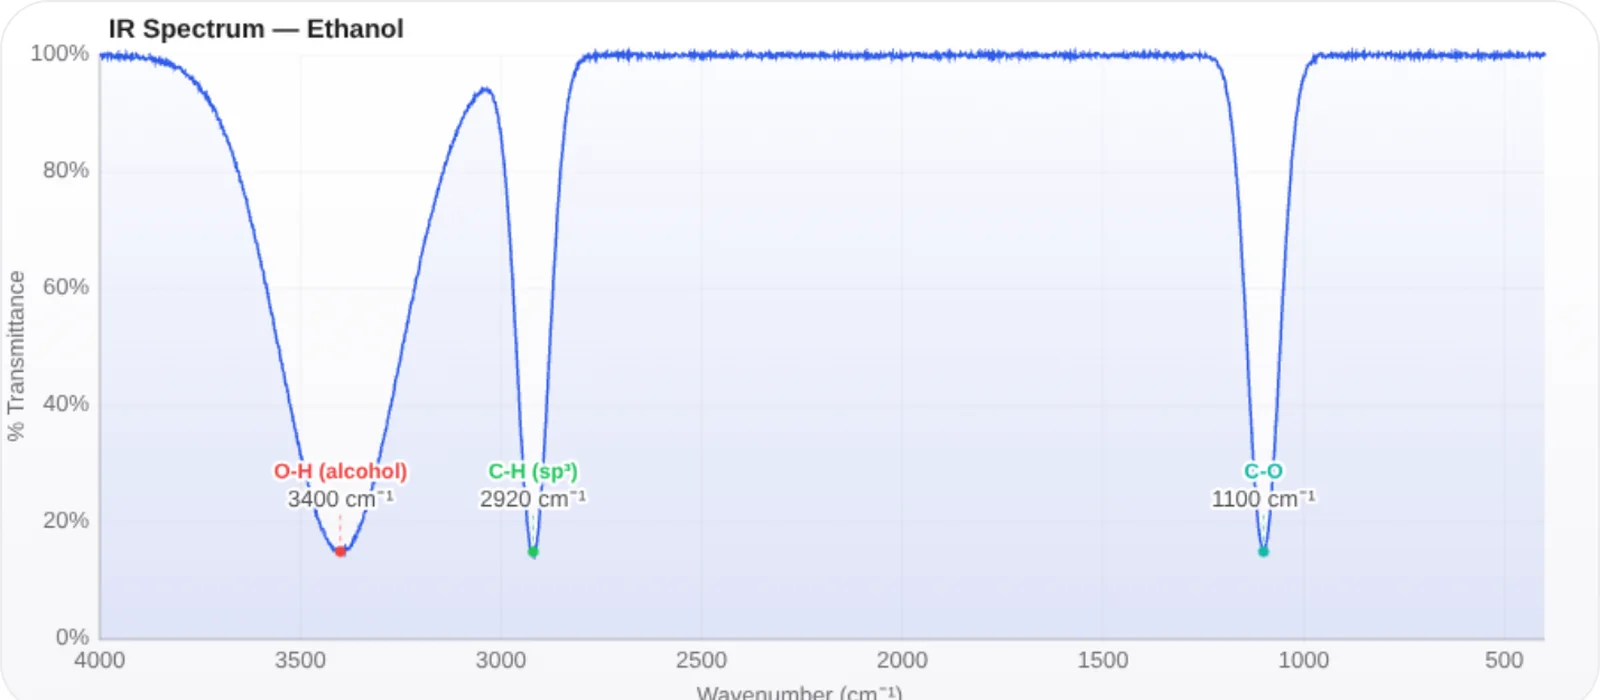 IR Spectrum — Ethanol
100%
80%
60%
40%
20%
0%
% Transmittance
O-H (alcohol)
3400 cm⁻¹
C-H (sp³)
2920 cm⁻¹
C-O
1100 cm⁻¹
4000 3500 3000 2500 2000 1500 1000 500
Wavenumber (cm⁻¹)